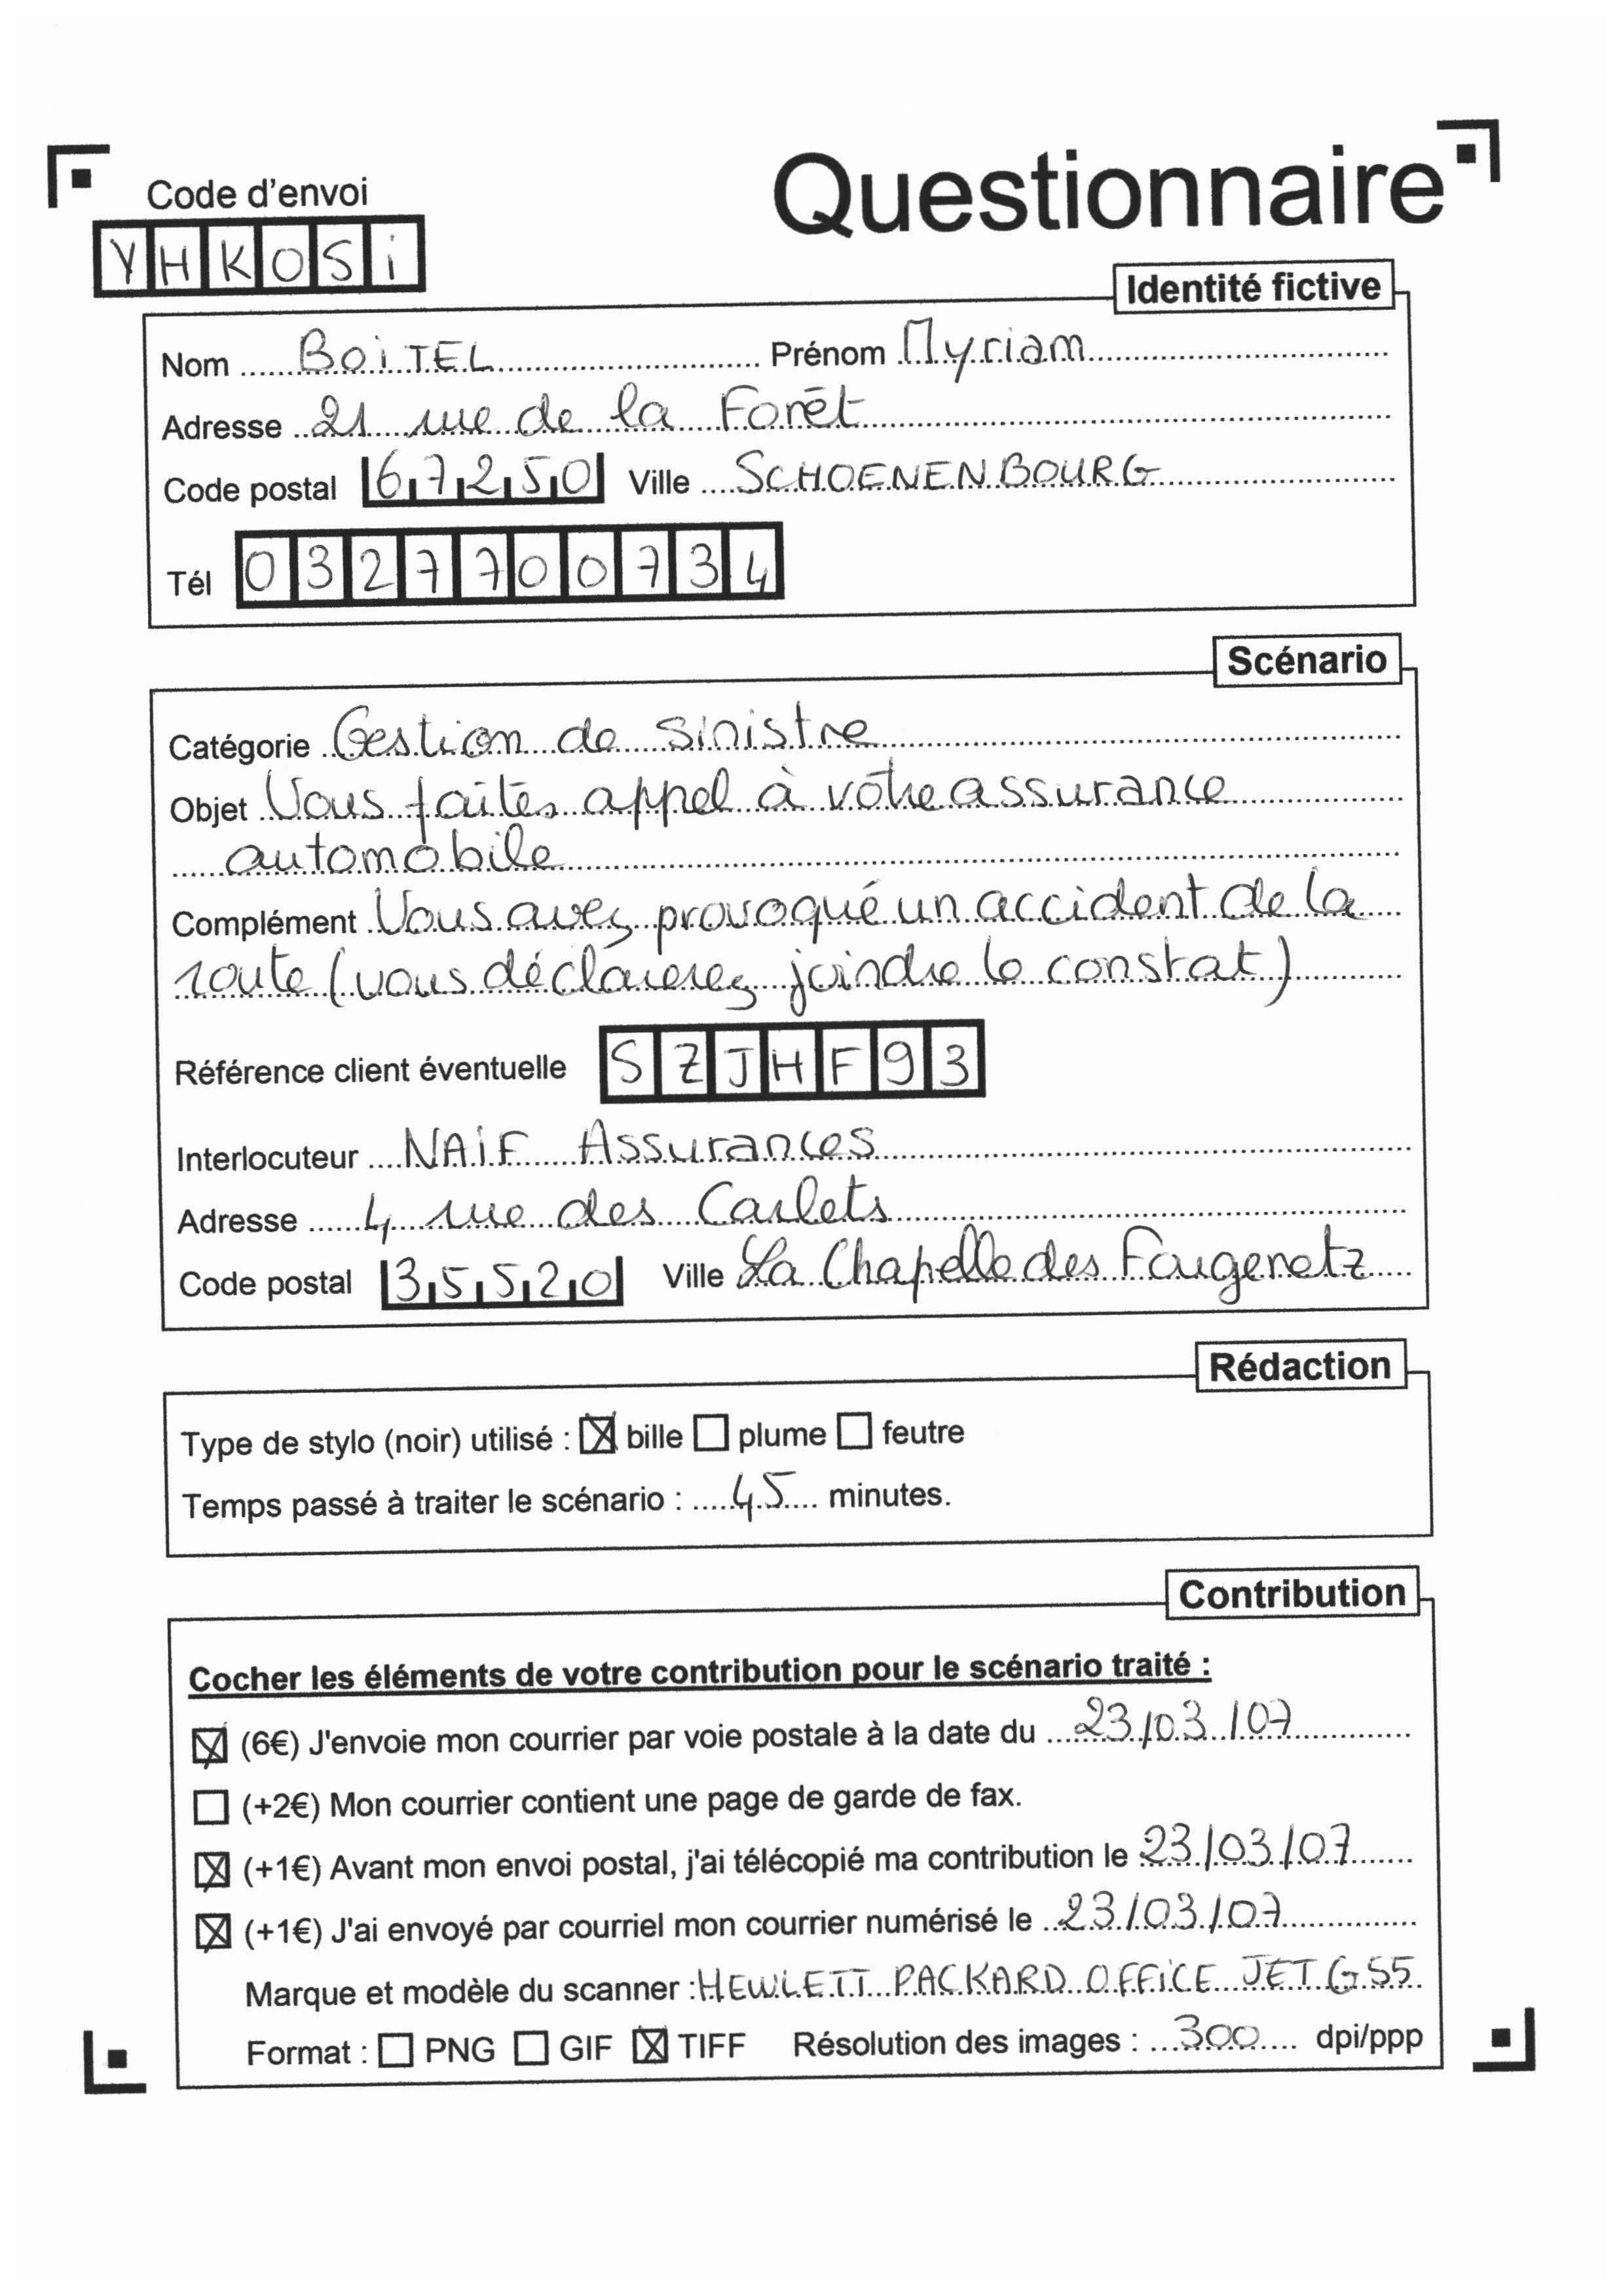 Questionnaire
Code d'envoi
YHKOSi
Identité fictive
Nom BOiTEL Prénom Myriam
Adresse 21 rue de la Forêt
Code postal 67250 Ville SCHOENENBOURG
Tél 0327700734
Scénario
Catégorie Gestion de sinistre
Objet Vous faites appel à votre assurance
automobile
Complément Vous avez provoqué un accident de la
route (vous déclarerez joindre le constat)
Référence client éventuelle SZJHF93
Interlocuteur NAiF Assurances
Adresse 4 rue des Carlets
Code postal 35520 Ville La Chapelle des Fougeretz
Rédaction
Type de stylo (noir) utilisé : ☒ bille ☐ plume ☐ feutre
Temps passé à traiter le scénario : 45 minutes.
Contribution
Cocher les éléments de votre contribution pour le scénario traité :
☒ (6€) J'envoie mon courrier par voie postale à la date du 23/03/07
☐ (+2€) Mon courrier contient une page de garde de fax.
☒ (+1€) Avant mon envoi postal, j'ai télécopié ma contribution le 23/03/07
☒ (+1€) J'ai envoyé par courriel mon courrier numérisé le 23/03/07
Marque et modèle du scanner : HEWLETT PACKARD OFFiCE JET G55
Format : ☐ PNG ☐ GIF ☒ TIFF Résolution des images : 300 dpi/ppp